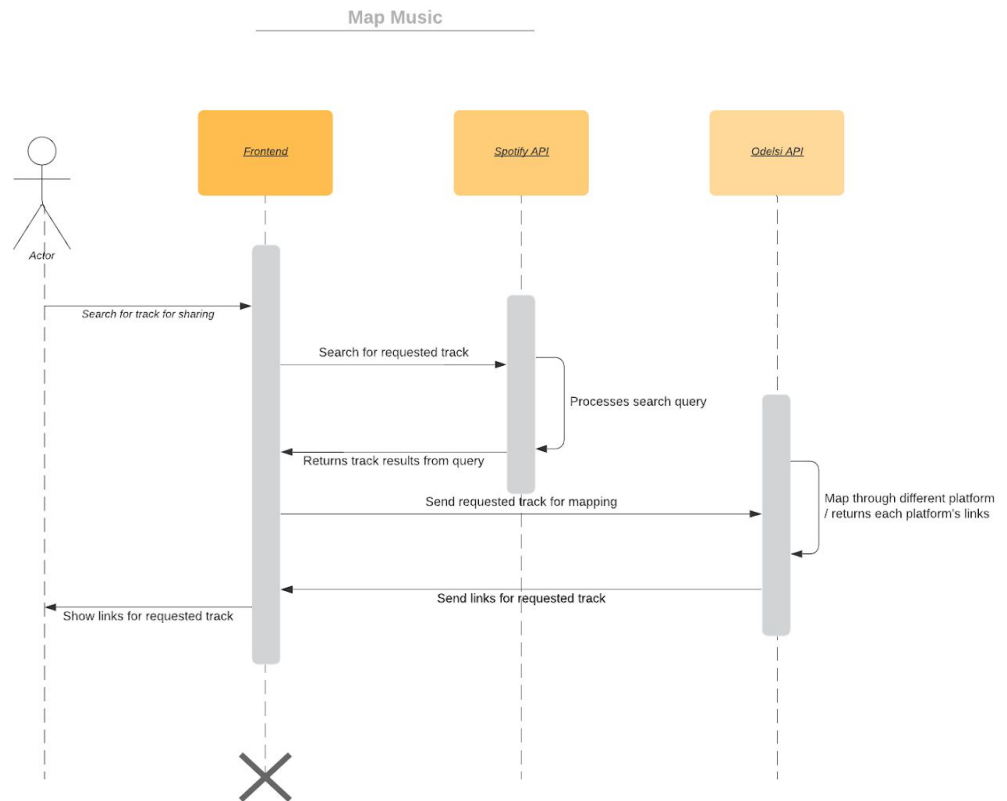 Map Music
Frontend
Spotify API
Odelsi API
Actor
Search for track for sharing
Search for requested track
Processes search query
Returns track results from query
Send requested track for mapping
Map through different platform
/ returns each platform's links
Send links for requested track
Show links for requested track